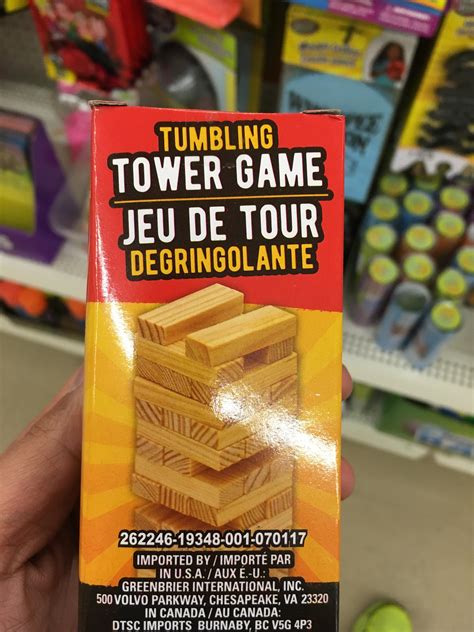 TUMBLING
TOWER GAME
JEU DE TOUR
DEGRINGOLANTE
262246-19348-001-070117
IMPORTED BY / IMPORTÉ PAR
IN U.S.A. / AUX E.-U.:
GREENBRIER INTERNATIONAL, INC.
500 VOLVO PARKWAY, CHESAPEAKE, VA 23320
IN CANADA / AU CANADA:
DTSC IMPORTS BURNABY, BC V5G 4P3